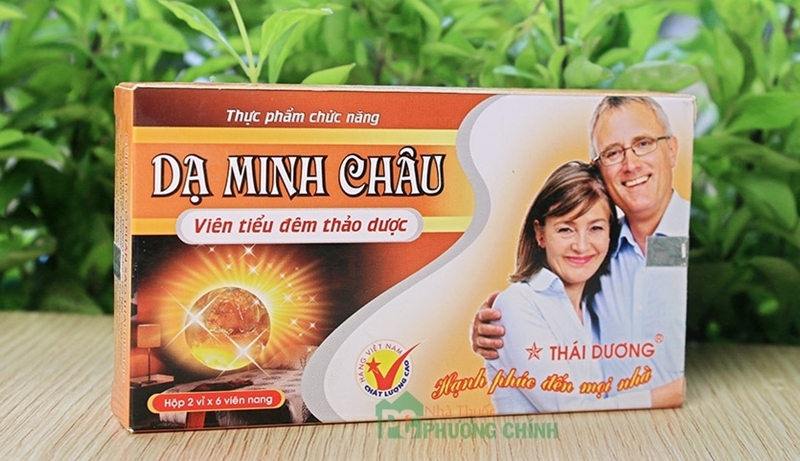 Thực phẩm chức năng
DẠ MINH CHÂU
Viên tiểu đêm thảo dược
HÀNG VIỆT NAM
CHẤT LƯỢNG CAO
THÁI DƯƠNG®
Hạnh phúc đến mọi nhà
Hộp 2 vỉ x 6 viên nang
Nhà Thuốc
PHƯƠNG CHÍNH